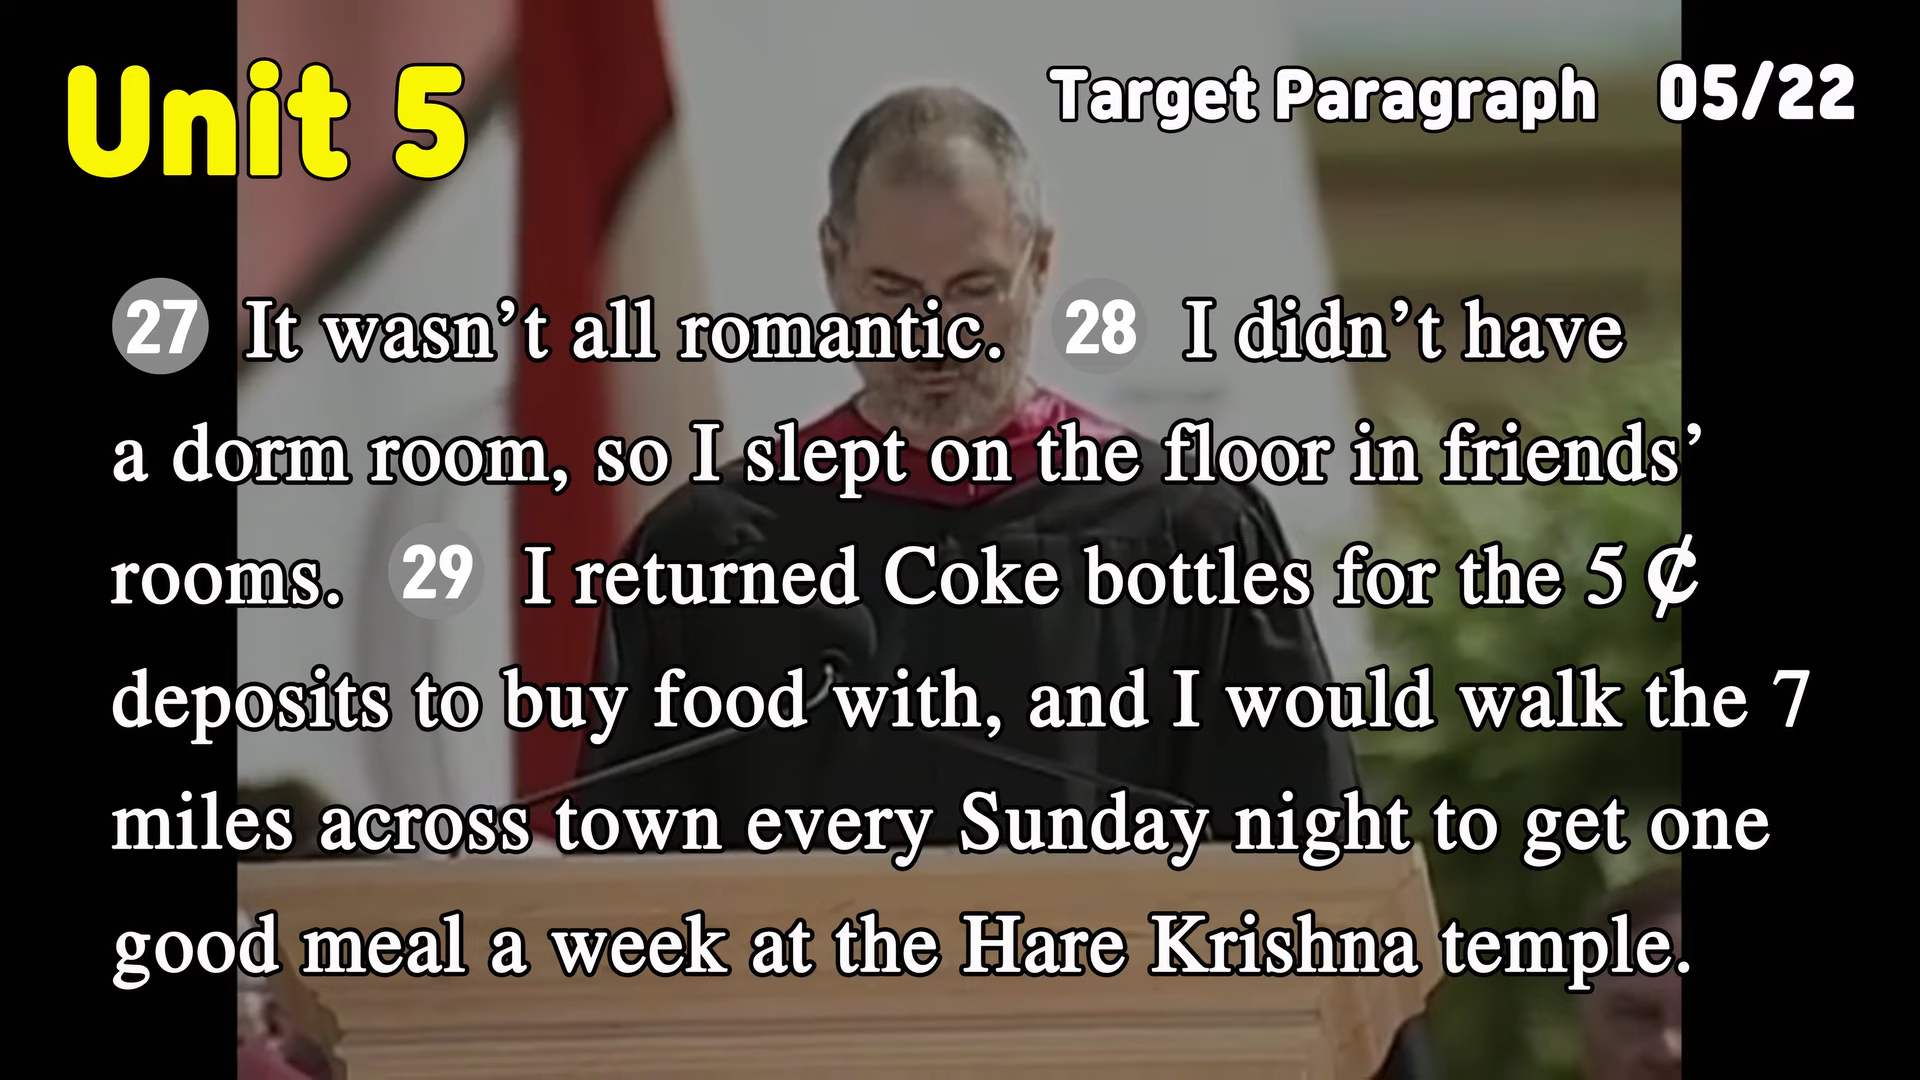 Unit 5
Target Paragraph 05/22
27 It wasn’t all romantic. 28 I didn’t have
a dorm room, so I slept on the floor in friends’
rooms. 29 I returned Coke bottles for the 5 ¢
deposits to buy food with, and I would walk the 7
miles across town every Sunday night to get one
good meal a week at the Hare Krishna temple.